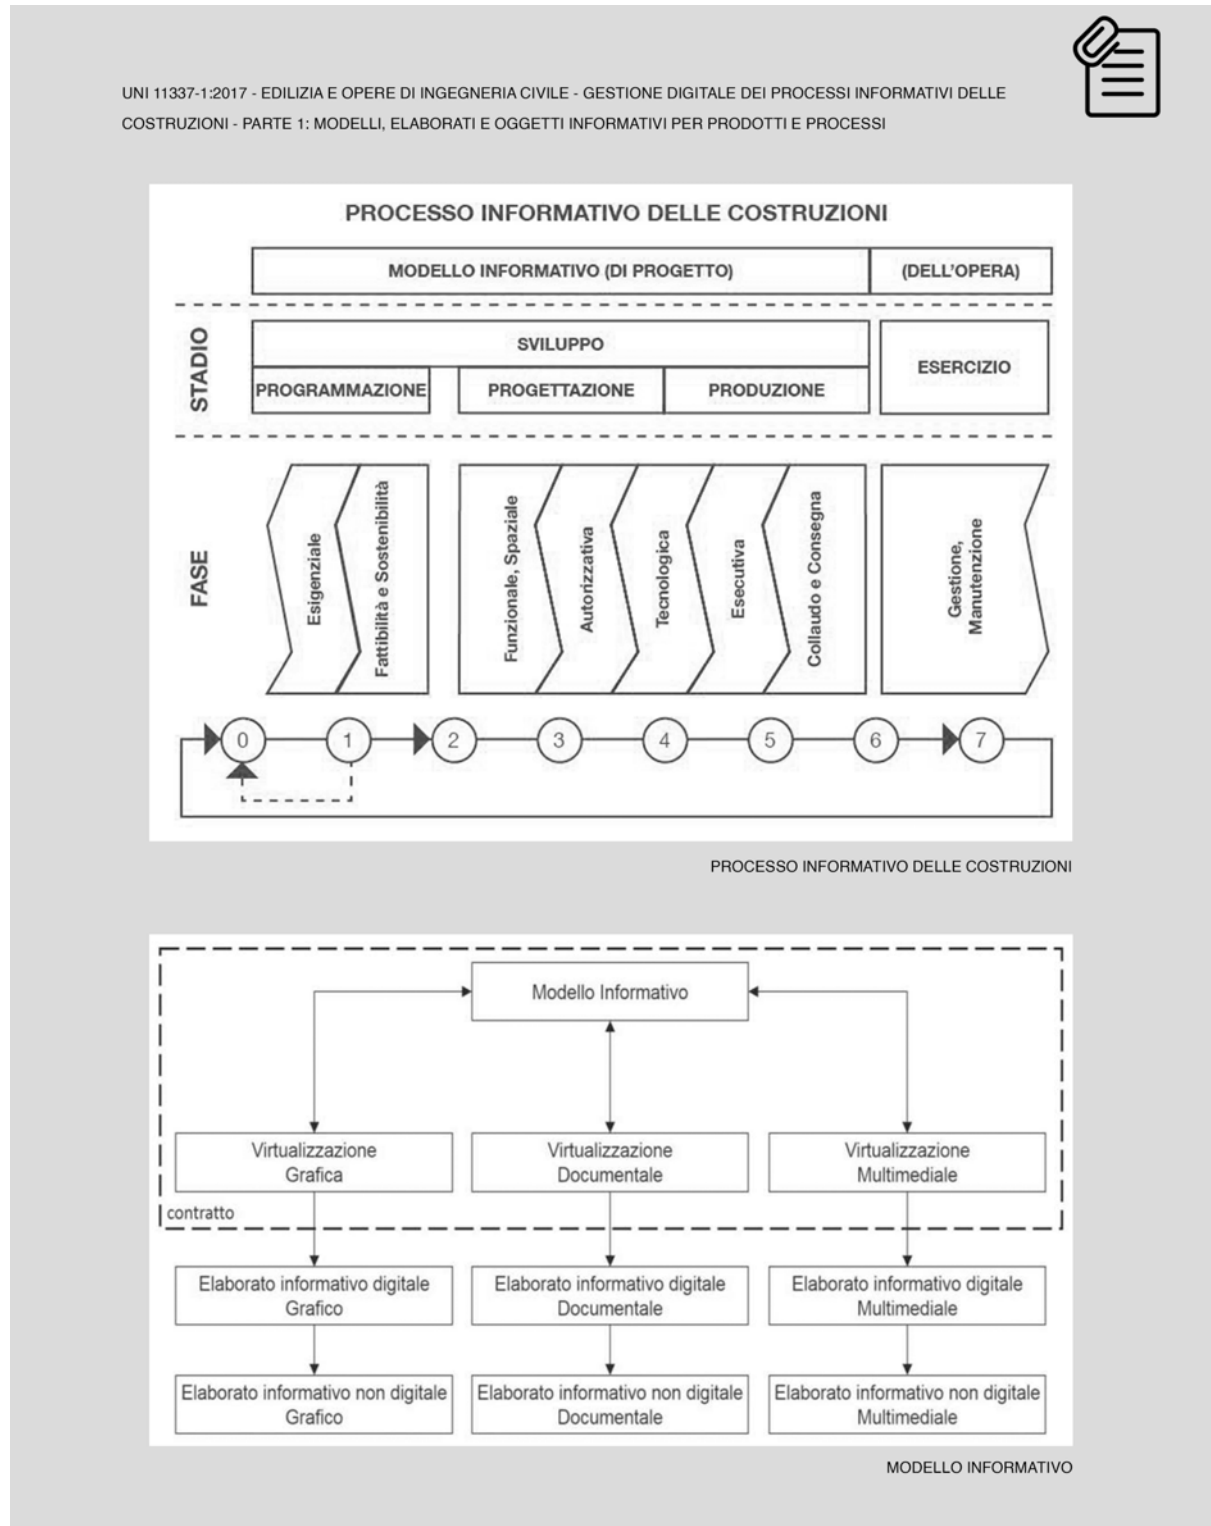 UNI 11337-1:2017 - EDILIZIA E OPERE DI INGEGNERIA CIVILE - GESTIONE DIGITALE DEI PROCESSI INFORMATIVI DELLE
COSTRUZIONI - PARTE 1: MODELLI, ELABORATI E OGGETTI INFORMATIVI PER PRODOTTI E PROCESSI
PROCESSO INFORMATIVO DELLE COSTRUZIONI
MODELLO INFORMATIVO (DI PROGETTO)
(DELL'OPERA)
STADIO
SVILUPPO
ESERCIZIO
PROGRAMMAZIONE
PROGETTAZIONE
PRODUZIONE
FASE
Esigenziale
Fattibilità e Sostenibilità
Funzionale, Spaziale
Autorizzativa
Tecnologica
Esecutiva
Collaudo e Consegna
Gestione,
Manutenzione
0
1
2
3
4
5
6
7
PROCESSO INFORMATIVO DELLE COSTRUZIONI
Modello Informativo
Virtualizzazione
Grafica
Virtualizzazione
Documentale
Virtualizzazione
Multimediale
contratto
Elaborato informativo digitale
Grafico
Elaborato informativo digitale
Documentale
Elaborato informativo digitale
Multimediale
Elaborato informativo non digitale
Grafico
Elaborato informativo non digitale
Documentale
Elaborato informativo non digitale
Multimediale
MODELLO INFORMATIVO